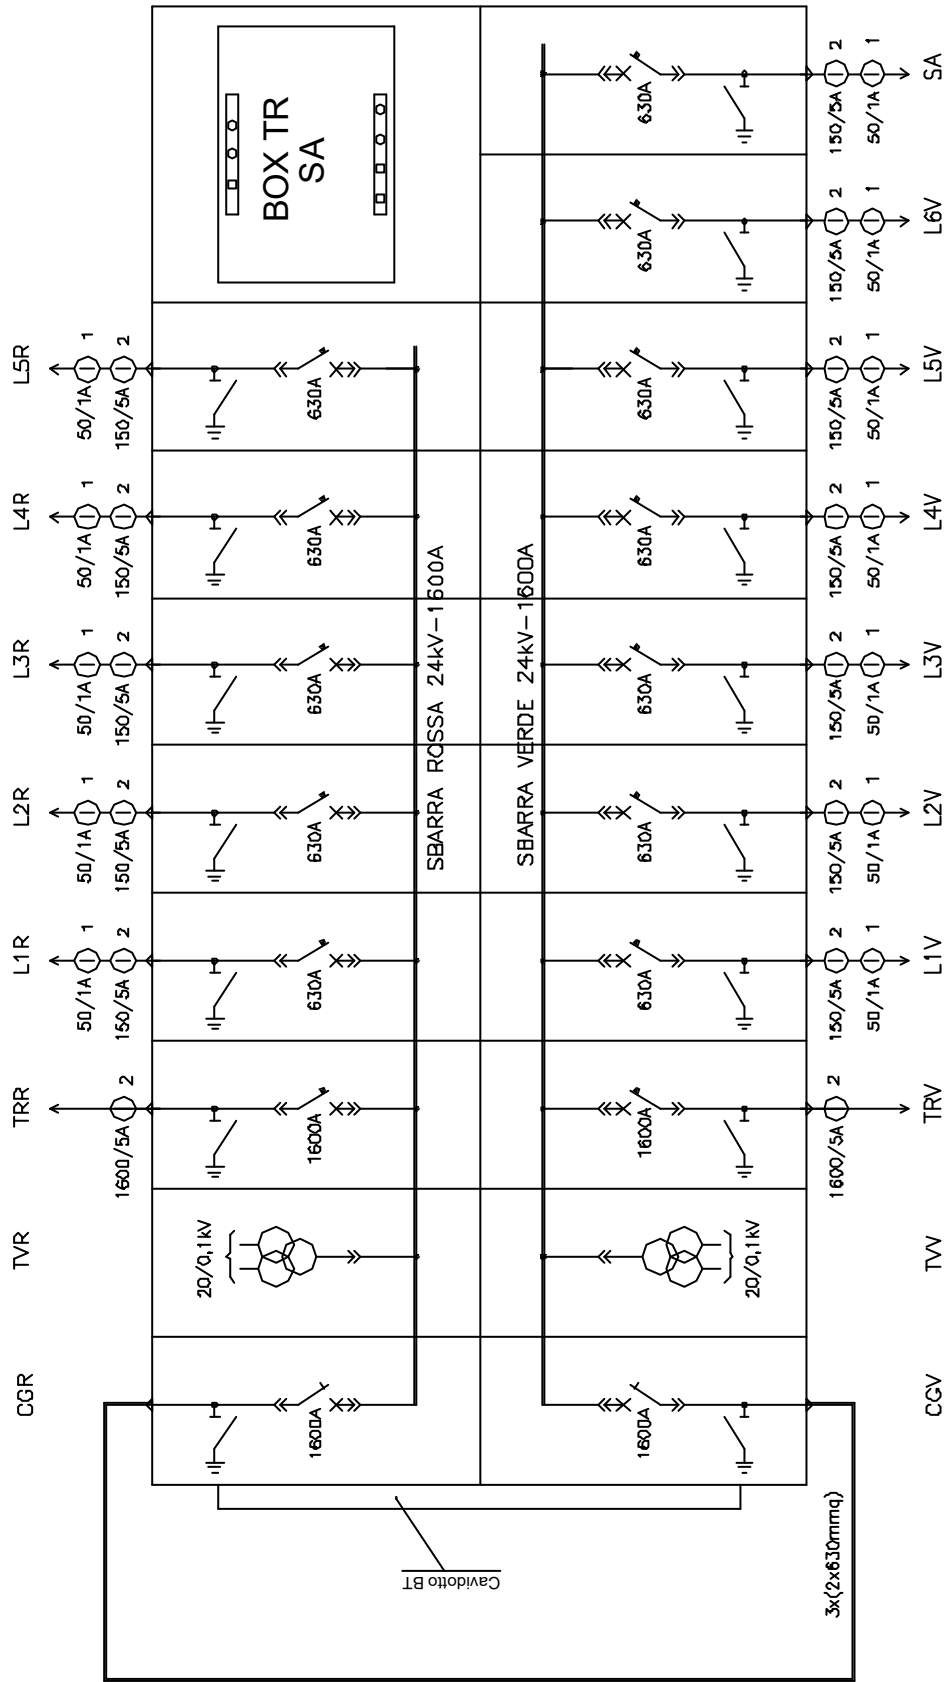 CGR
TVR
TRR
L1R
L2R
L3R
L4R
L5R
1600/5A 2
50/1A 1
150/5A 2
50/1A 1
150/5A 2
50/1A 1
150/5A 2
50/1A 1
150/5A 2
50/1A 1
150/5A 2
20/0,1kV
BOX TR
SA
1600A
1600A
630A
630A
630A
630A
630A
SBARRA ROSSA 24kV-1600A
SBARRA VERDE 24kV-1600A
1600A
1600A
630A
630A
630A
630A
630A
630A
630A
20/0,1kV
Cavidotto BT
3x(2x630mmq)
1600/5A 2
150/5A 2
50/1A 1
150/5A 2
50/1A 1
150/5A 2
50/1A 1
150/5A 2
50/1A 1
150/5A 2
50/1A 1
150/5A 2
50/1A 1
150/5A 2
50/1A 1
CGV
TVV
TRV
L1V
L2V
L3V
L4V
L5V
L6V
SA